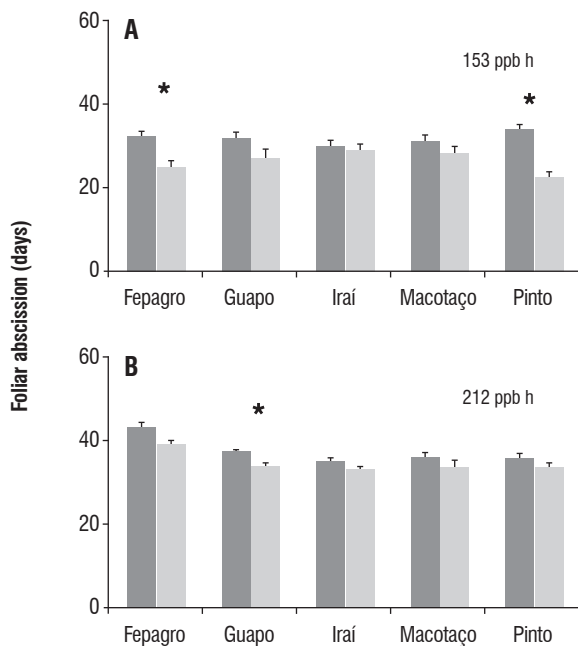 Foliar abscission (days)
A
153 ppb h
*
*
60
40
20
0
Fepagro Guapo Iraí Macotaço Pinto
B
212 ppb h
*
60
40
20
0
Fepagro Guapo Iraí Macotaço Pinto